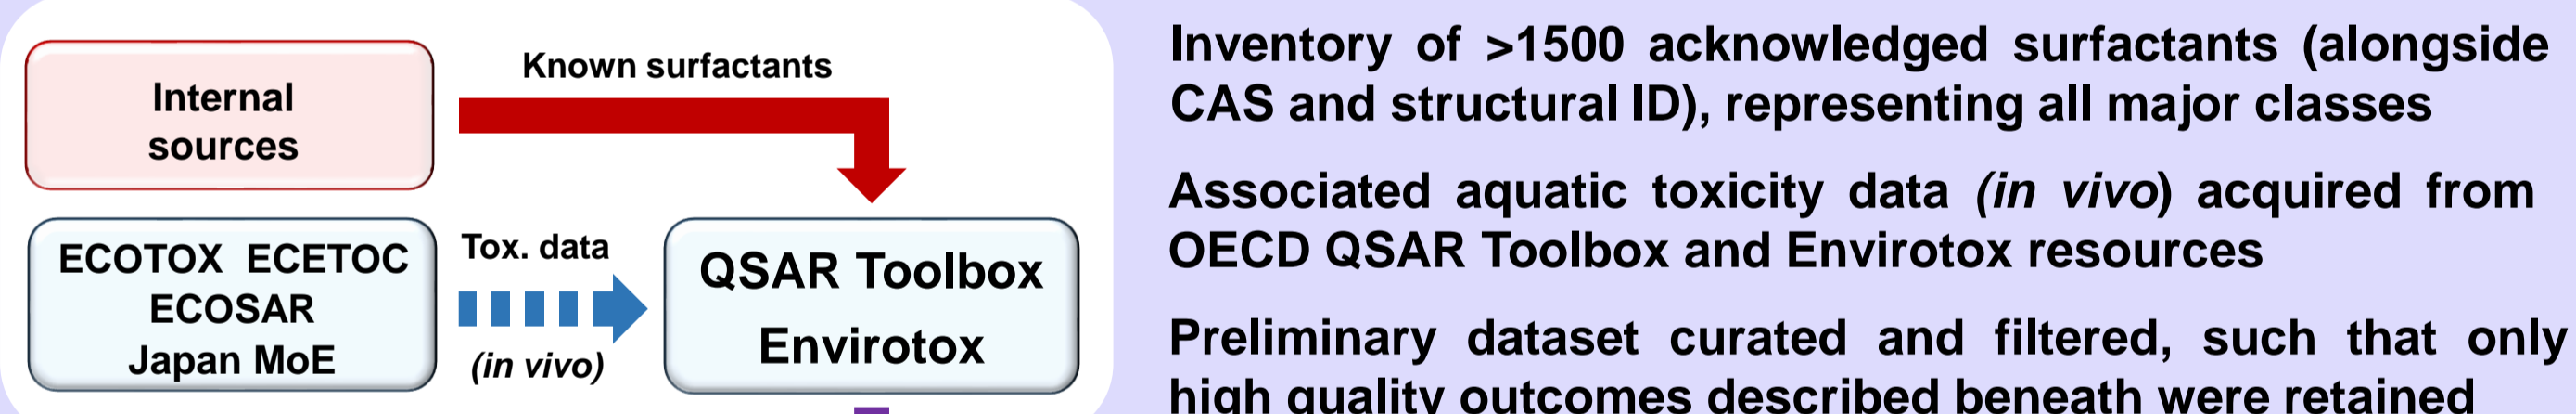 Internal
sources
Known surfactants
ECOTOX ECETOC
ECOSAR
Japan MoE
Tox. data
(in vivo)
QSAR Toolbox
Envirotox
Inventory of >1500 acknowledged surfactants (alongside
CAS and structural ID), representing all major classes
Associated aquatic toxicity data (in vivo) acquired from
OECD QSAR Toolbox and Envirotox resources
Preliminary dataset curated and filtered, such that only
high quality outcomes described beneath were retained